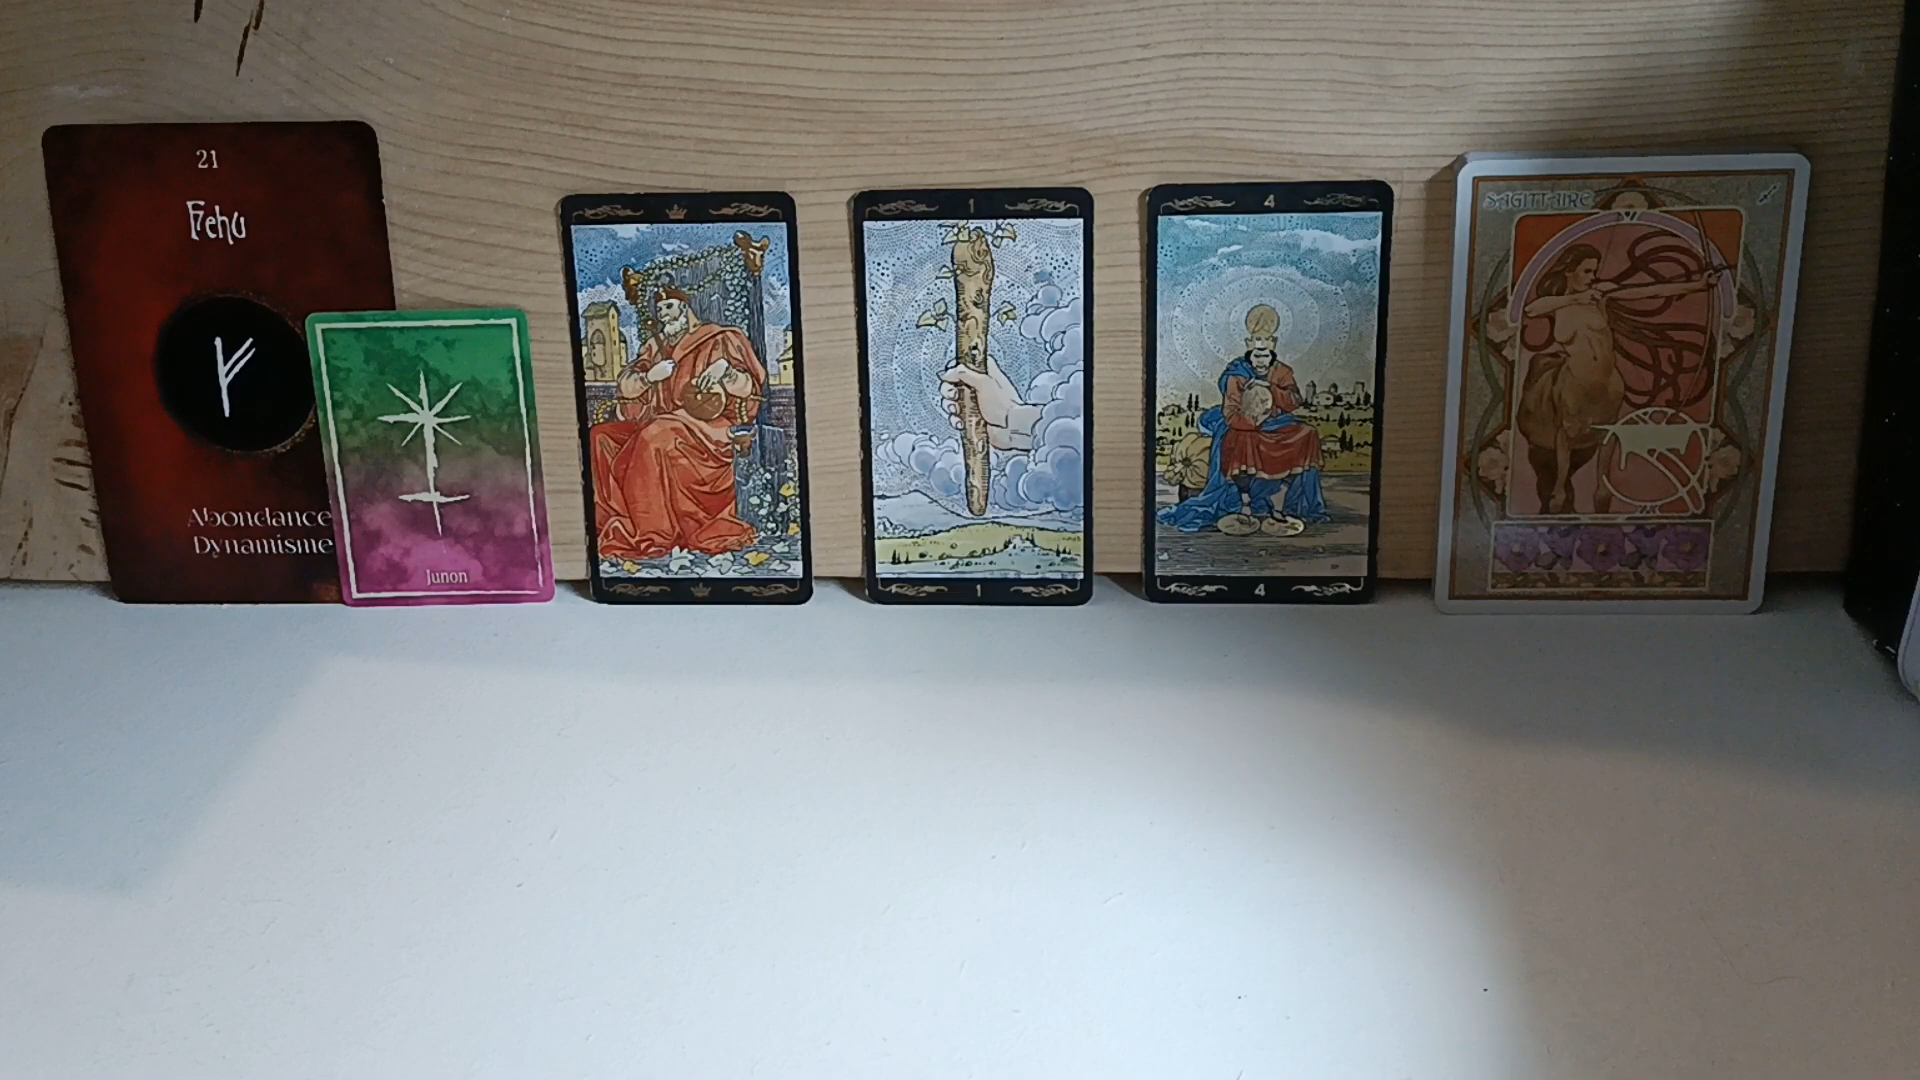 21
Fehu
Abondance
Dynamisme
Junon
1
1
4
4
SAGITTAIRE